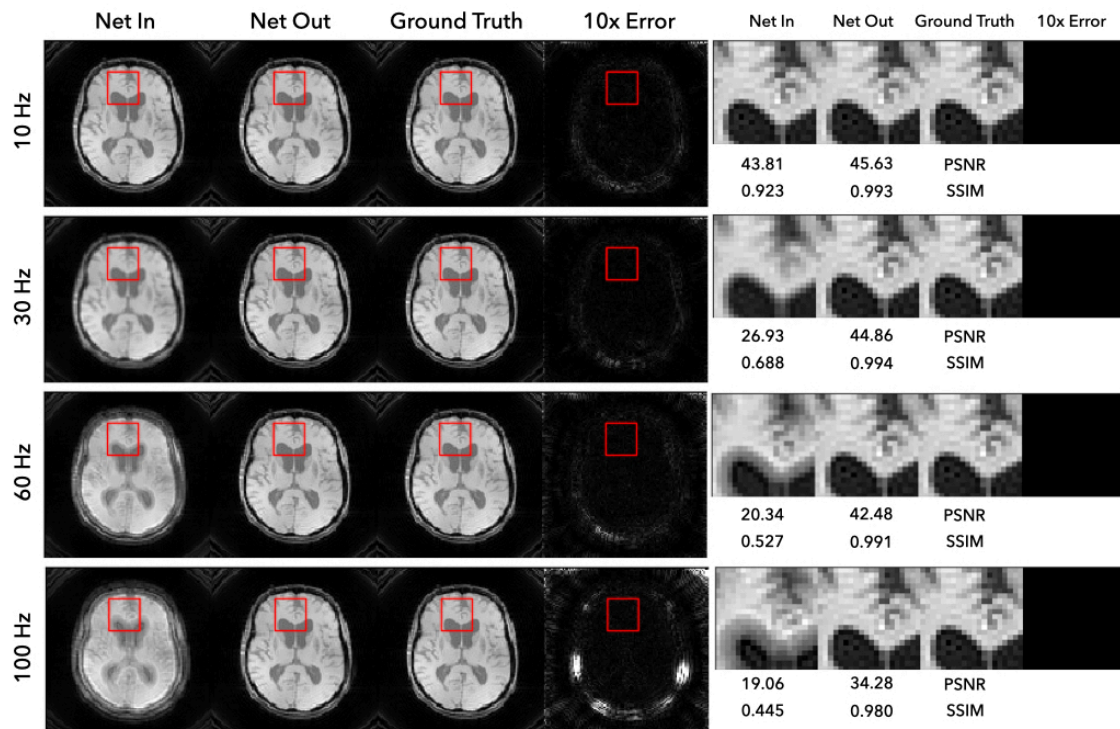 Net In Net Out Ground Truth 10x Error Net In Net Out Ground Truth 10x Error
10 Hz
43.81 45.63 PSNR
0.923 0.993 SSIM
30 Hz
26.93 44.86 PSNR
0.688 0.994 SSIM
60 Hz
20.34 42.48 PSNR
0.527 0.991 SSIM
100 Hz
19.06 34.28 PSNR
0.445 0.980 SSIM